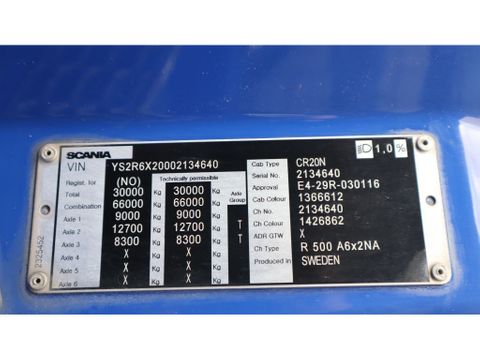 SCANIA
VIN YS2R6X20002134640
Regist. for (NO) Technically permissible
Total 30000 Kg 30000 Kg Axle Group
Combination 66000 Kg 66000 Kg
Axle 1 9000 Kg 9000 Kg
Axle 2 12700 Kg 12700 Kg T
Axle 3 8300 Kg 8300 Kg T
Axle 4 X Kg X Kg
Axle 5 X Kg X Kg
Axle 6 X Kg X Kg
2325452
1,0 %
Cab Type CR20N
Serial No. 2134640
Approval E4-29R-030116
Cab Colour 1366612
Ch No. 2134640
Ch Colour 1426862
ADR GTW X
Ch Type R 500 A6x2NA
Produced in SWEDEN